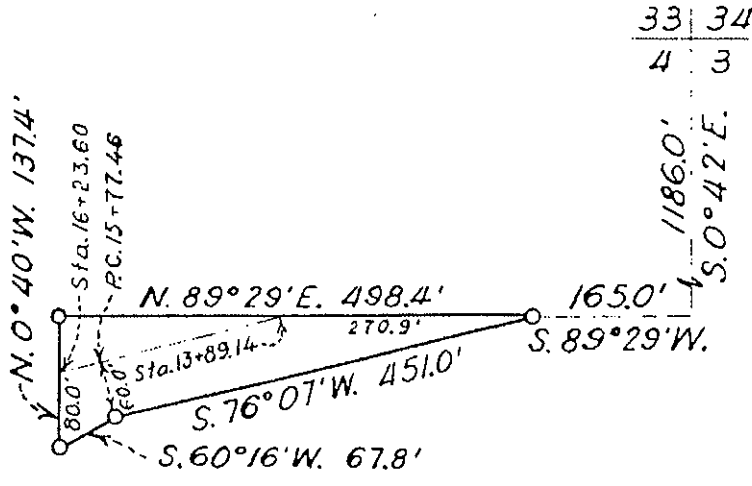 33 34
4 3
1186.0'
S.0°42'E.
N.0°40'W. 137.4'
Sta.16+23.60
P.C.15+77.46
N. 89°29'E. 498.4'
165.0'
270.9'
S. 89°29'W.
Sta.13+89.14
80.0'
60.0'
S.76°07'W. 451.0'
S.60°16'W. 67.8'